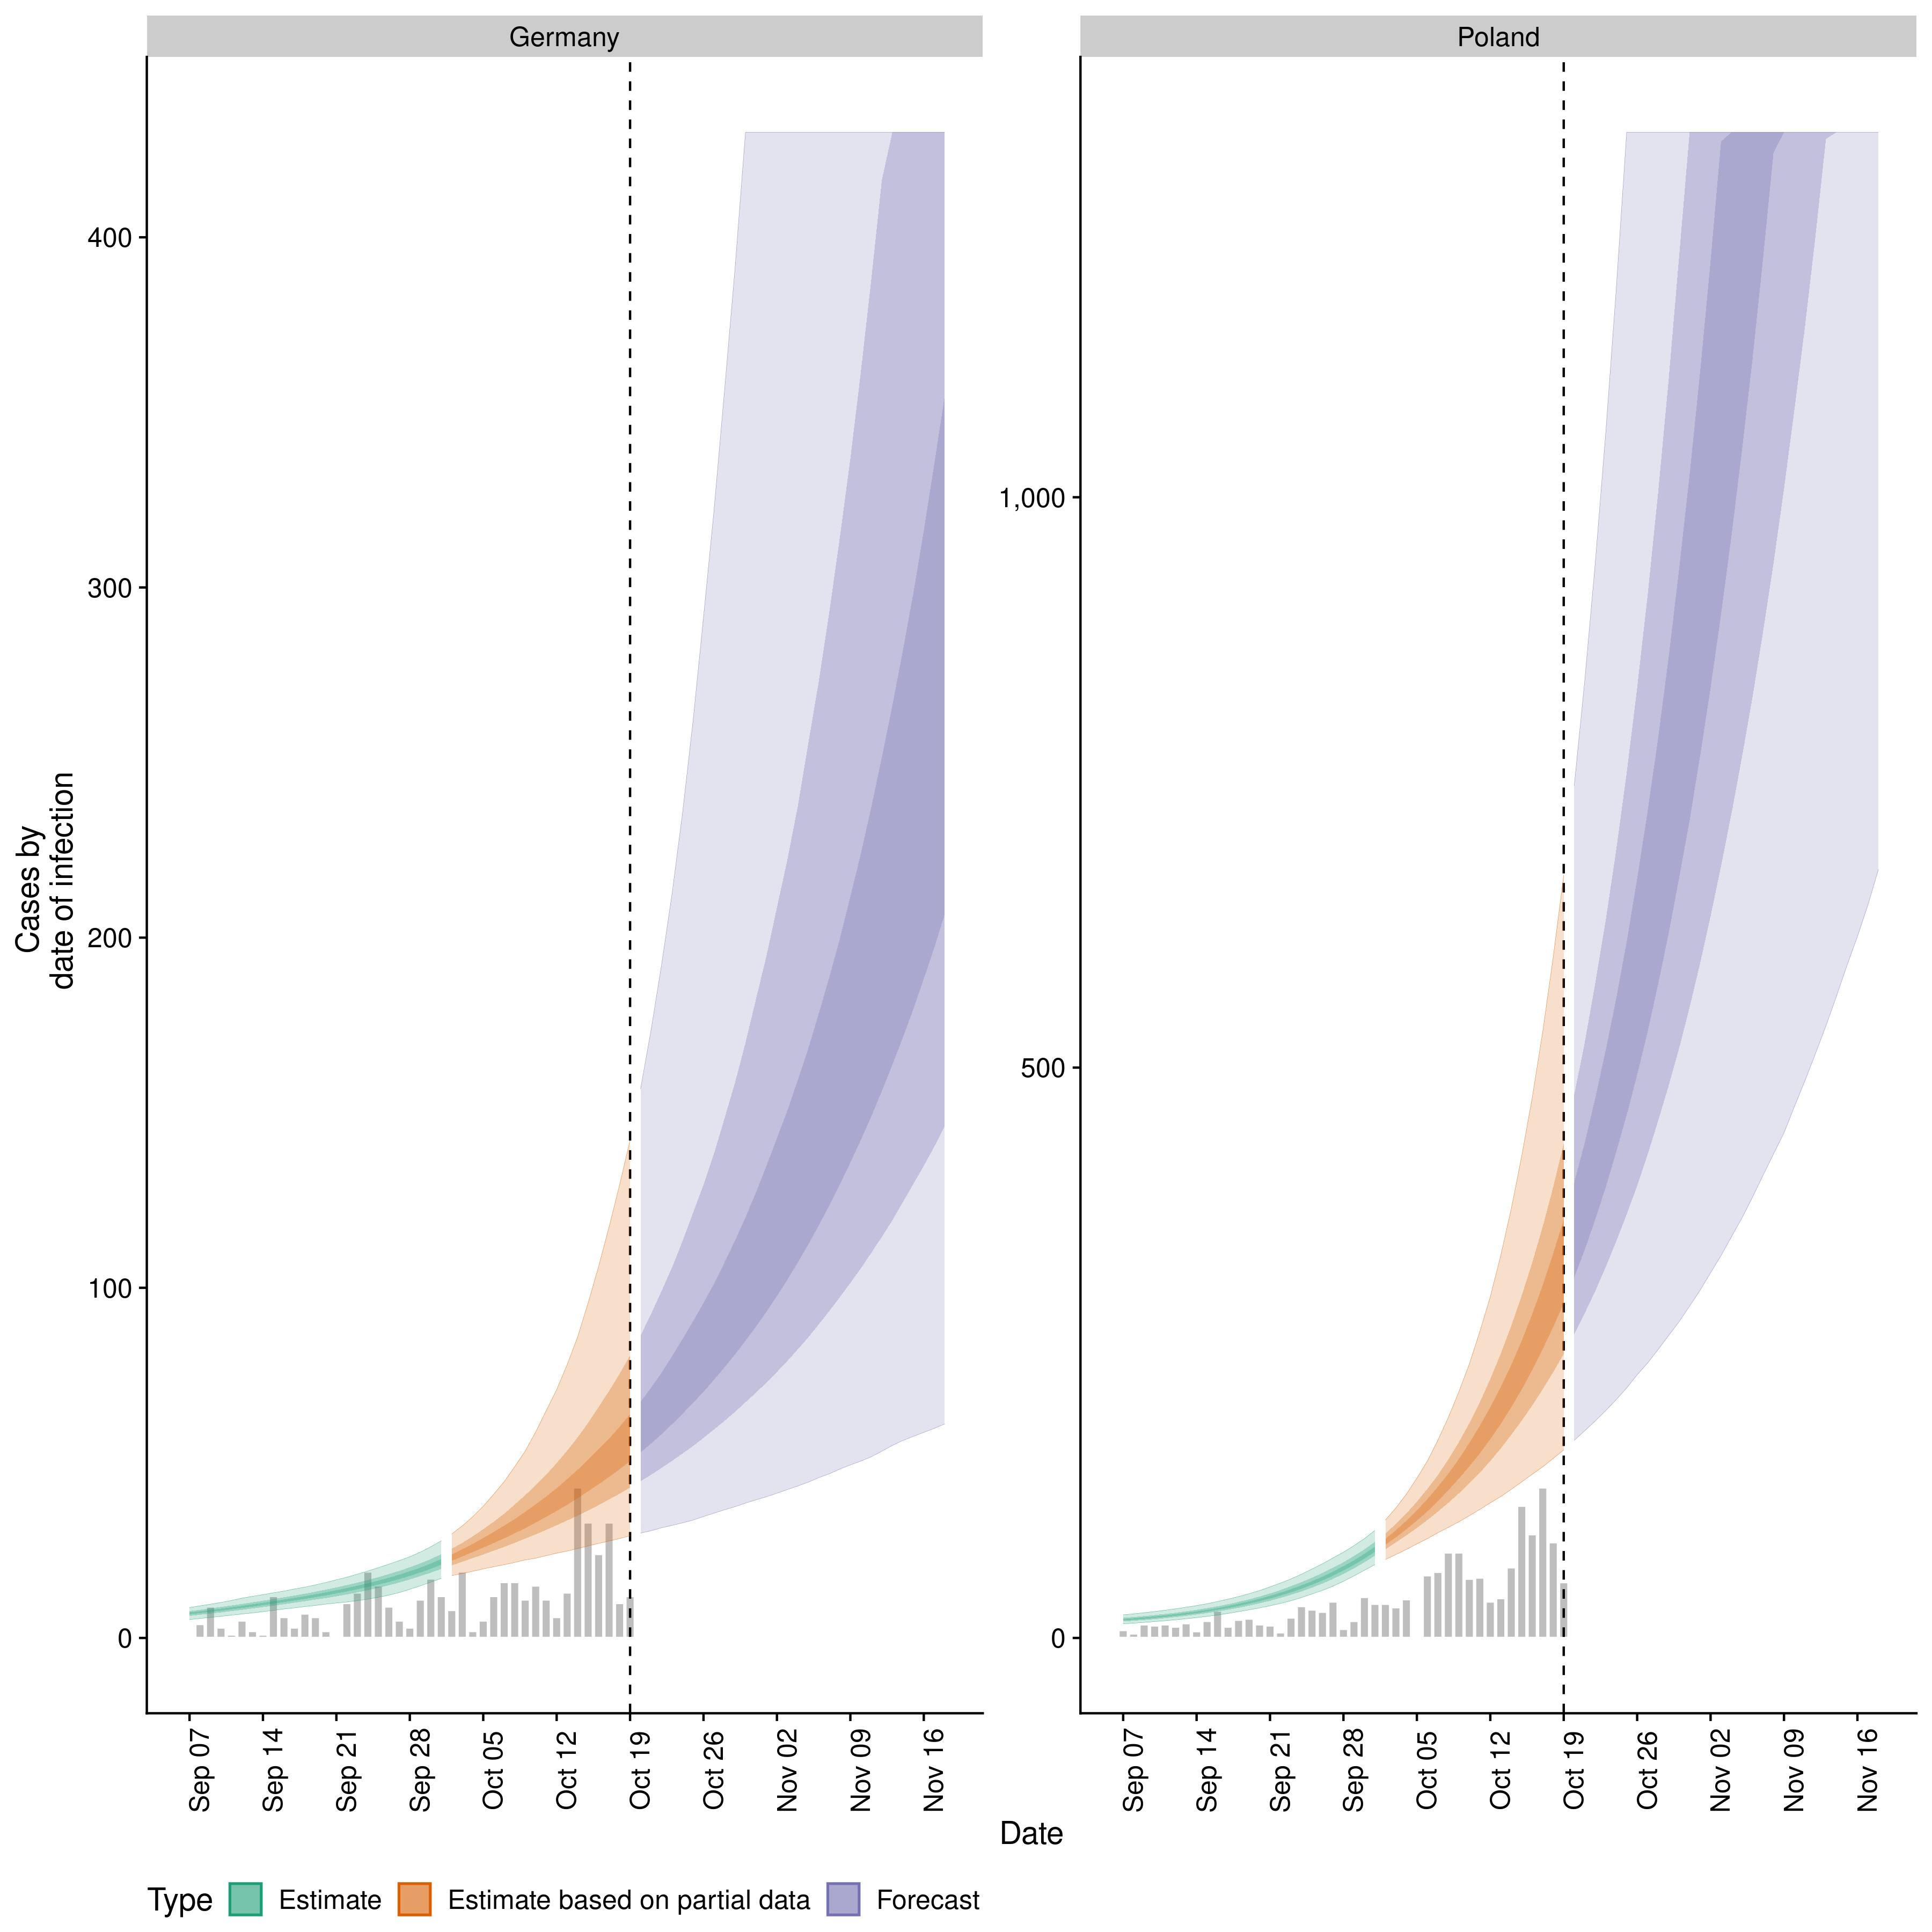 Germany
Poland
Cases by
date of infection
400
300
200
100
0
1,000
500
0
Sep 07
Sep 14
Sep 21
Sep 28
Oct 05
Oct 12
Oct 19
Oct 26
Nov 02
Nov 09
Nov 16
Sep 07
Sep 14
Sep 21
Sep 28
Oct 05
Oct 12
Oct 19
Oct 26
Nov 02
Nov 09
Nov 16
Date
Type Estimate Estimate based on partial data Forecast